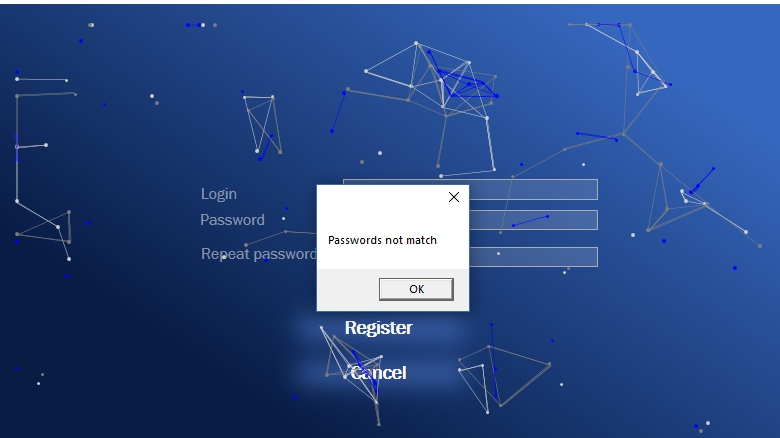 Login
Password
Passwords not match
Repeat password
OK
Register
Cancel